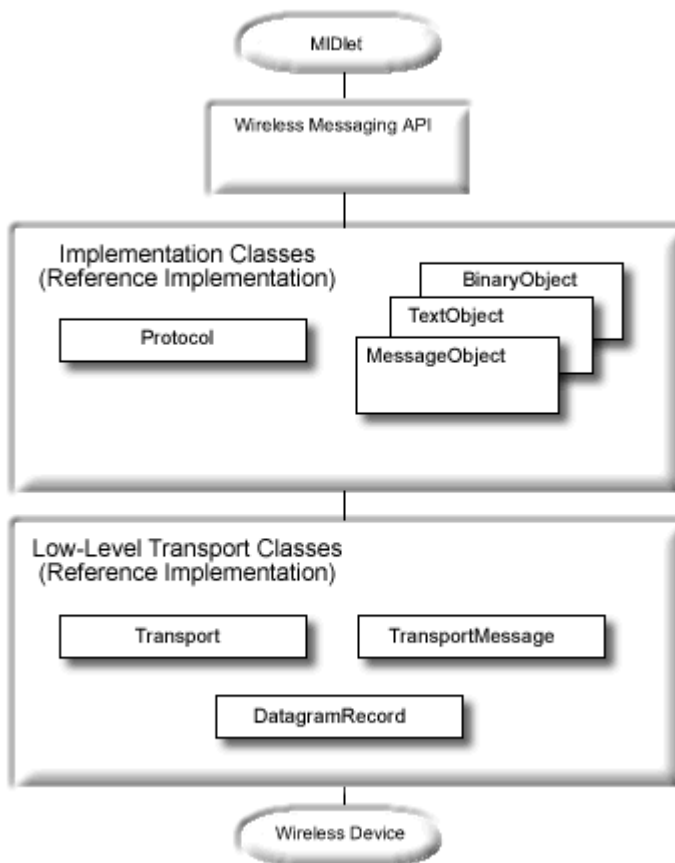 MIDlet
Wireless Messaging API
Implementation Classes
(Reference Implementation)
Protocol
BinaryObject
TextObject
MessageObject
Low-Level Transport Classes
(Reference Implementation)
Transport
TransportMessage
DatagramRecord
Wireless Device